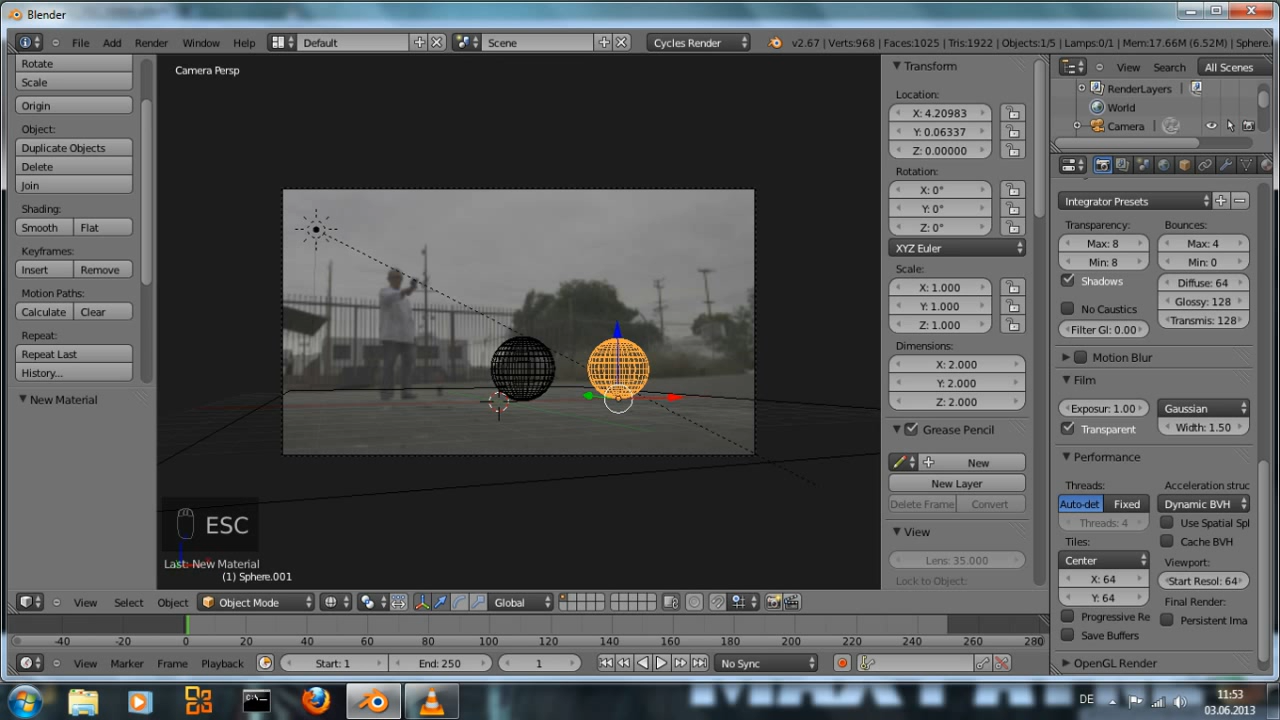 Blender
File Add Render Window Help Default Scene Cycles Render v2.67 | Verts:968 | Faces:1025 | Tris:1922 | Objects:1/5 | Lamps:0/1 | Mem:17.66M (6.52M) | Sphere.
Rotate
Scale
Origin
Object:
Duplicate Objects
Delete
Join
Shading:
Smooth Flat
Keyframes:
Insert Remove
Motion Paths:
Calculate Clear
Repeat:
Repeat Last
History...
New Material
Camera Persp
ESC
Last: New Material
(1) Sphere.001
Transform
Location:
X: 4.20983
Y: 0.06337
Z: 0.00000
Rotation:
X: 0°
Y: 0°
Z: 0°
XYZ Euler
Scale:
X: 1.000
Y: 1.000
Z: 1.000
Dimensions:
X: 2.000
Y: 2.000
Z: 2.000
Grease Pencil
New
New Layer
Delete Frame Convert
View
Lens: 35.000
Lock to Object:
View Search All Scenes
RenderLayers |
World
Camera |
Integrator Presets
Transparency: Bounces:
Max: 8 Max: 4
Min: 8 Min: 0
Shadows Diffuse: 64
No Caustics Glossy: 128
Filter Gl: 0.00 Transmis: 128
Motion Blur
Film
Exposur: 1.00 Gaussian
Transparent Width: 1.50
Performance
Threads: Acceleration struc
Auto-det Fixed Dynamic BVH
Threads: 4 Use Spatial Spl
Tiles: Cache BVH
Center Viewport:
X: 64 Start Resol: 64
Y: 64 Final Render:
Progressive Re Persistent Ima
Save Buffers
OpenGL Render
View Select Object Object Mode Global
-40 -20 0 20 40 60 80 100 120 140 160 180 200 220 240 260 280
View Marker Frame Playback Start: 1 End: 250 1 No Sync
DE 11:53
03.06.2013